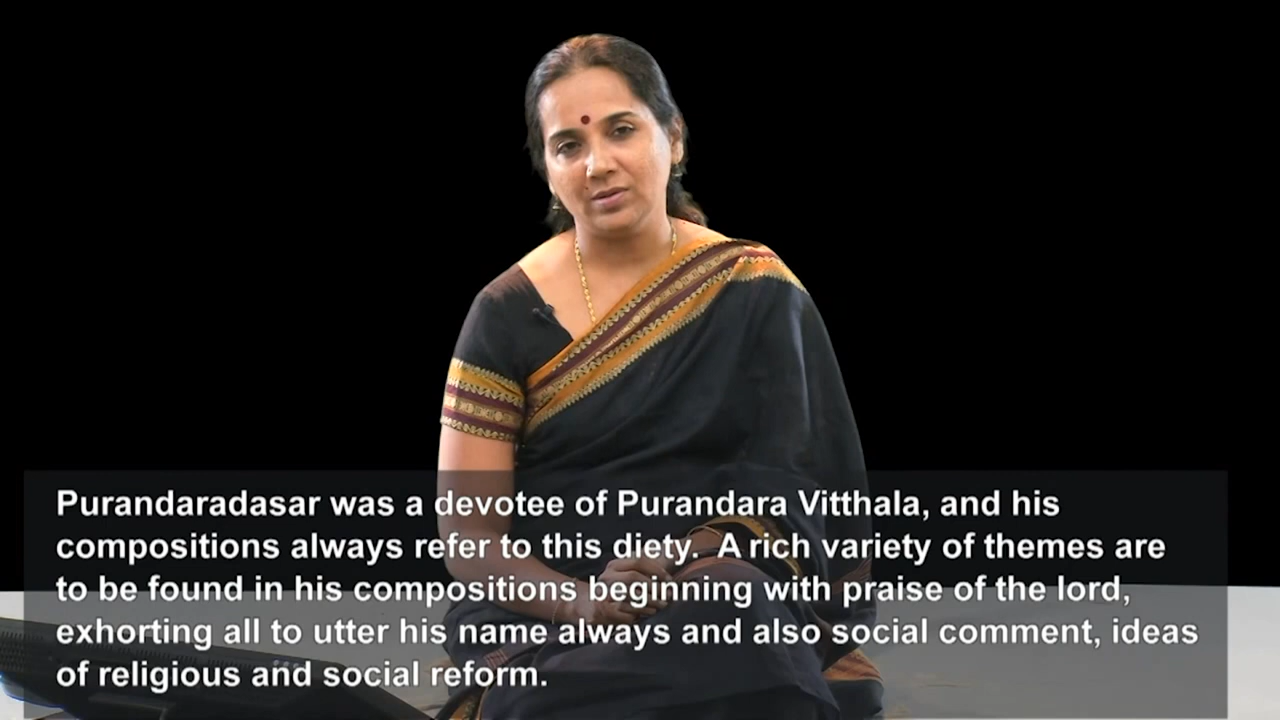 Purandaradasar was a devotee of Purandara Vitthala, and his
compositions always refer to this diety.  A rich variety of themes are
to be found in his compositions beginning with praise of the lord,
exhorting all to utter his name always and also social comment, ideas
of religious and social reform.